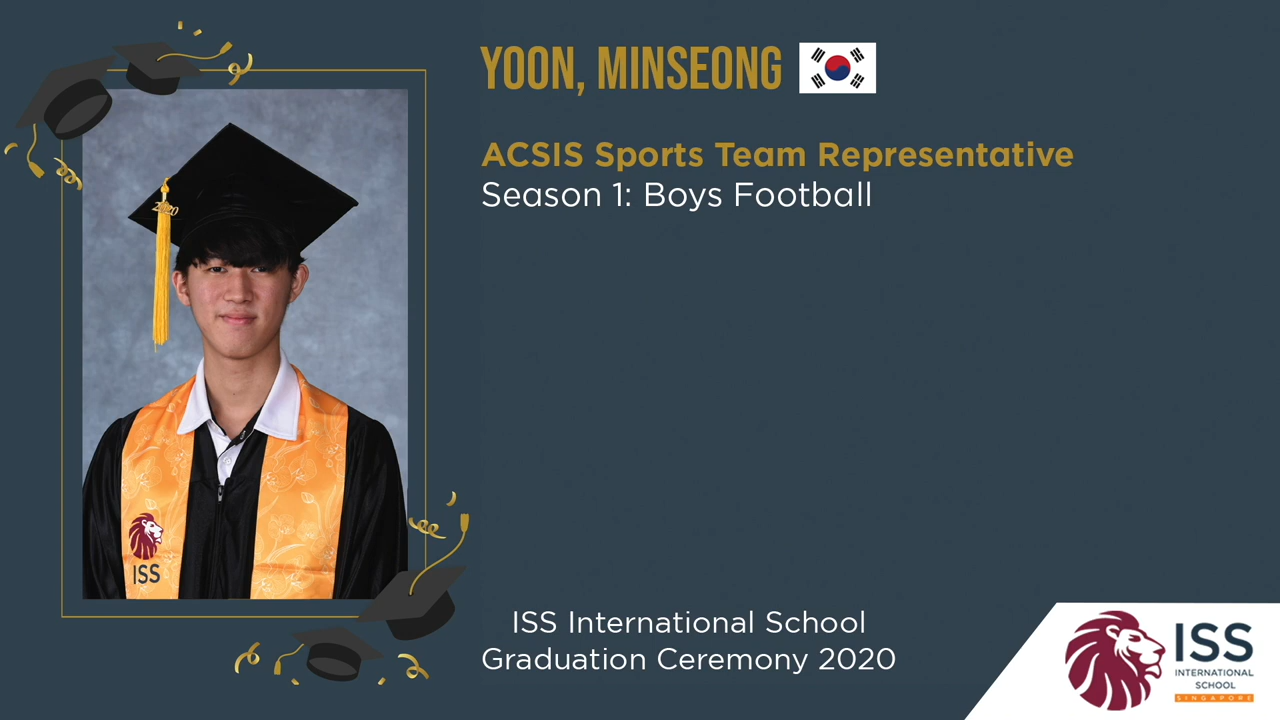 YOON, MINSEONG
ACSIS Sports Team Representative
Season 1: Boys Football
2020
ISS
ISS International School
Graduation Ceremony 2020
ISS
INTERNATIONAL
SCHOOL
SINGAPORE